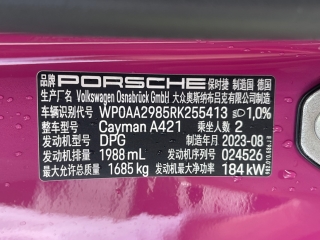 品牌 PORSCHE 保时捷 制造国 德国
生产厂名 Volkswagen Osnabrück GmbH 大众奥斯纳布吕克有限公司制造
车辆识别代号 WP0AA2985RK255413 1,0%
整车型号 Cayman A421 乘坐人数 2
发动机型号 DPG 制造年月 2023-08
发动机排量 1988 mL 发动机序列号 024526
最大允许总质量 1685 kg 发动机最大净功率 184 kW